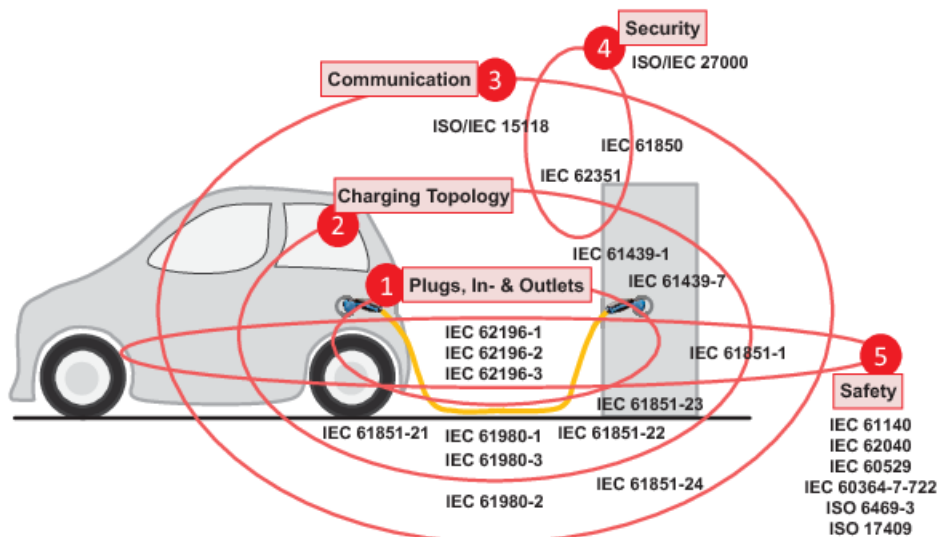 Security
4
ISO/IEC 27000
Communication
3
ISO/IEC 15118
IEC 61850
IEC 62351
Charging Topology
2
IEC 61439-1
1
Plugs, In- & Outlets
IEC 61439-7
IEC 62196-1
IEC 62196-2
IEC 62196-3
IEC 61851-1
5
Safety
IEC 61851-23
IEC 61851-21
IEC 61980-1
IEC 61851-22
IEC 61980-3
IEC 61851-24
IEC 61980-2
IEC 61140
IEC 62040
IEC 60529
IEC 60364-7-722
ISO 6469-3
ISO 17409